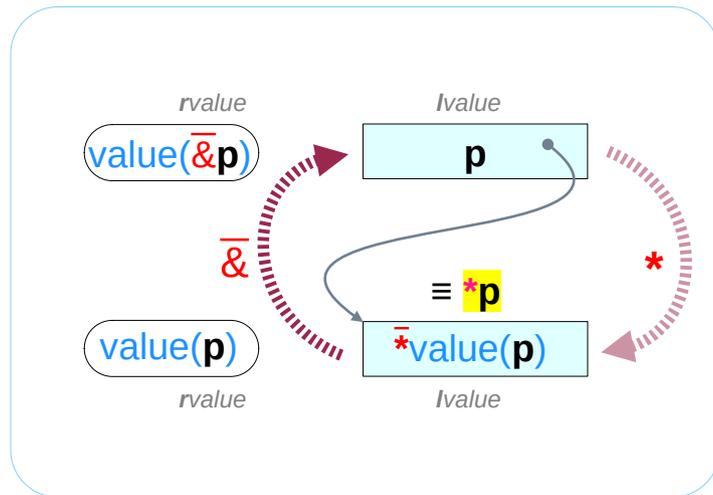 rvalue lvalue
value(&̅p) p
&̅ *
≡ *p
value(p) *̅value(p)
rvalue lvalue